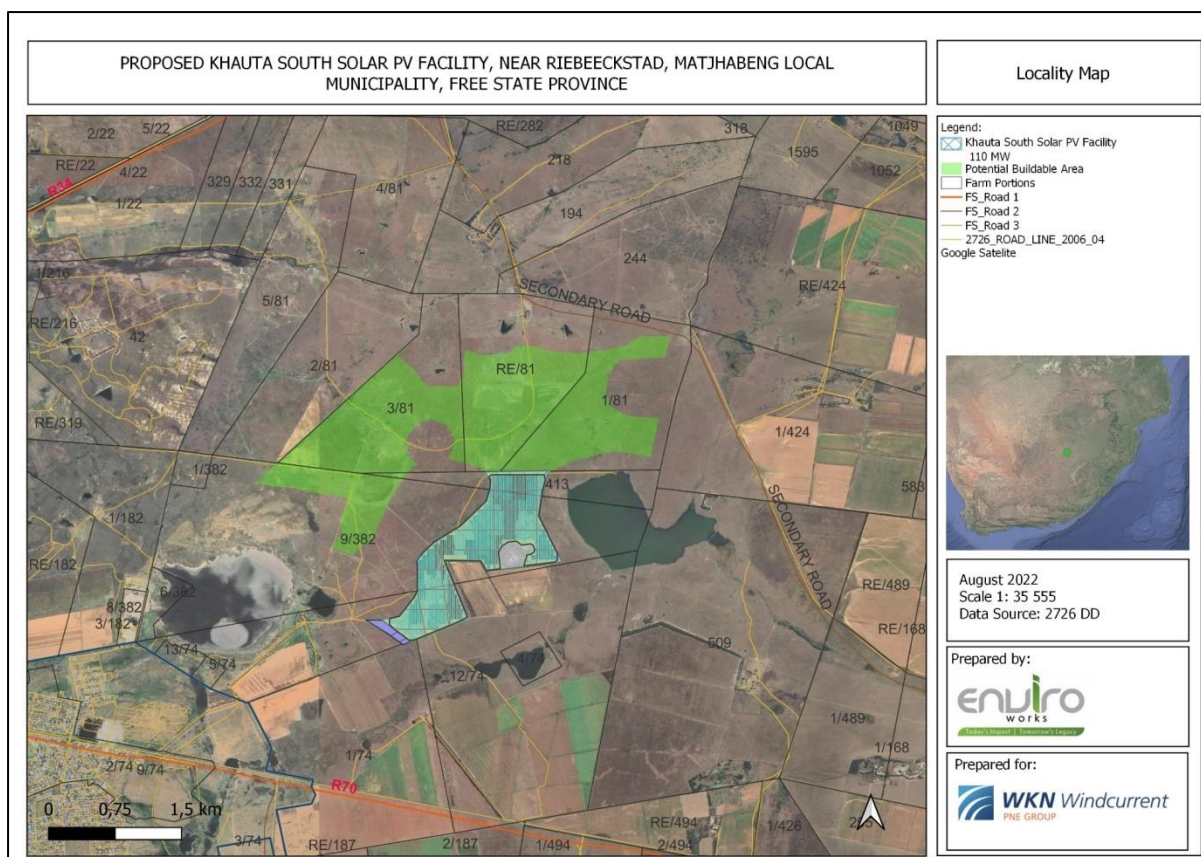 PROPOSED KHAUTA SOUTH SOLAR PV FACILITY, NEAR RIEBEECKSTAD, MATJHABENG LOCAL
MUNICIPALITY, FREE STATE PROVINCE
Locality Map
Legend:
Khauta South Solar PV Facility
110 MW
Potential Buildable Area
Farm Portions
FS_Road 1
FS_Road 2
FS_Road 3
2726_ROAD_LINE_2006_04
Google Satelite
August 2022
Scale 1: 35 555
Data Source: 2726 DD
Prepared by:
enviro
works
Today's Impact | Tomorrow's Legacy
Prepared for:
WKN Windcurrent
PNE GROUP
2/22
5/22
RE/282
318
1049
RE/22
4/22
218
1595
1052
R34
329
332
331
4/81
1/22
194
244
1/216
5/81
SECONDARY ROAD
RE/424
RE/216
42
2/81
RE/81
3/81
1/81
RE/319
1/424
1/382
413
583
1/182
9/382
SECONDARY ROAD
RE/182
6/382
RE/489
8/382
3/182
RE/168
13/74
5/74
509
4/74
12/74
1/489
1/74
1/168
2/74
9/74
R70
0
0,75
1,5 km
RE/494
1/426
3/74
RE/187
2/187
1/494
2/494